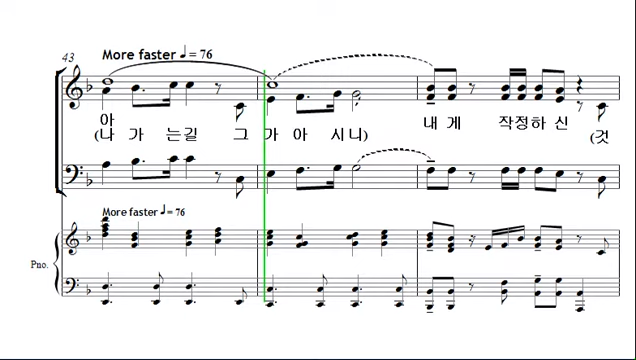 43
More faster ♩= 76
아 내 게 작정하 신
(나 가 는길 그 가 아 시니) (것
More faster ♩= 76
Pno.